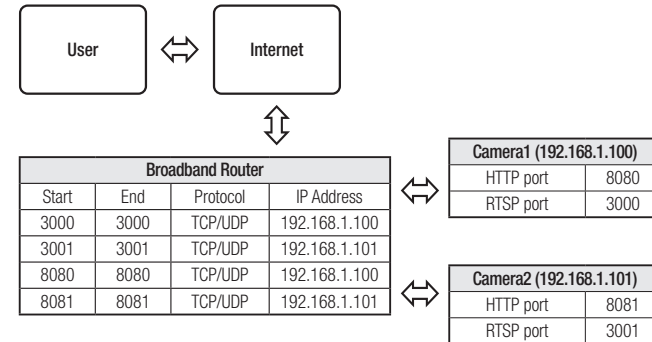 User
Internet
Broadband Router
Start End Protocol IP Address
3000 3000 TCP/UDP 192.168.1.100
3001 3001 TCP/UDP 192.168.1.101
8080 8080 TCP/UDP 192.168.1.100
8081 8081 TCP/UDP 192.168.1.101
Camera1 (192.168.1.100)
HTTP port 8080
RTSP port 3000
Camera2 (192.168.1.101)
HTTP port 8081
RTSP port 3001